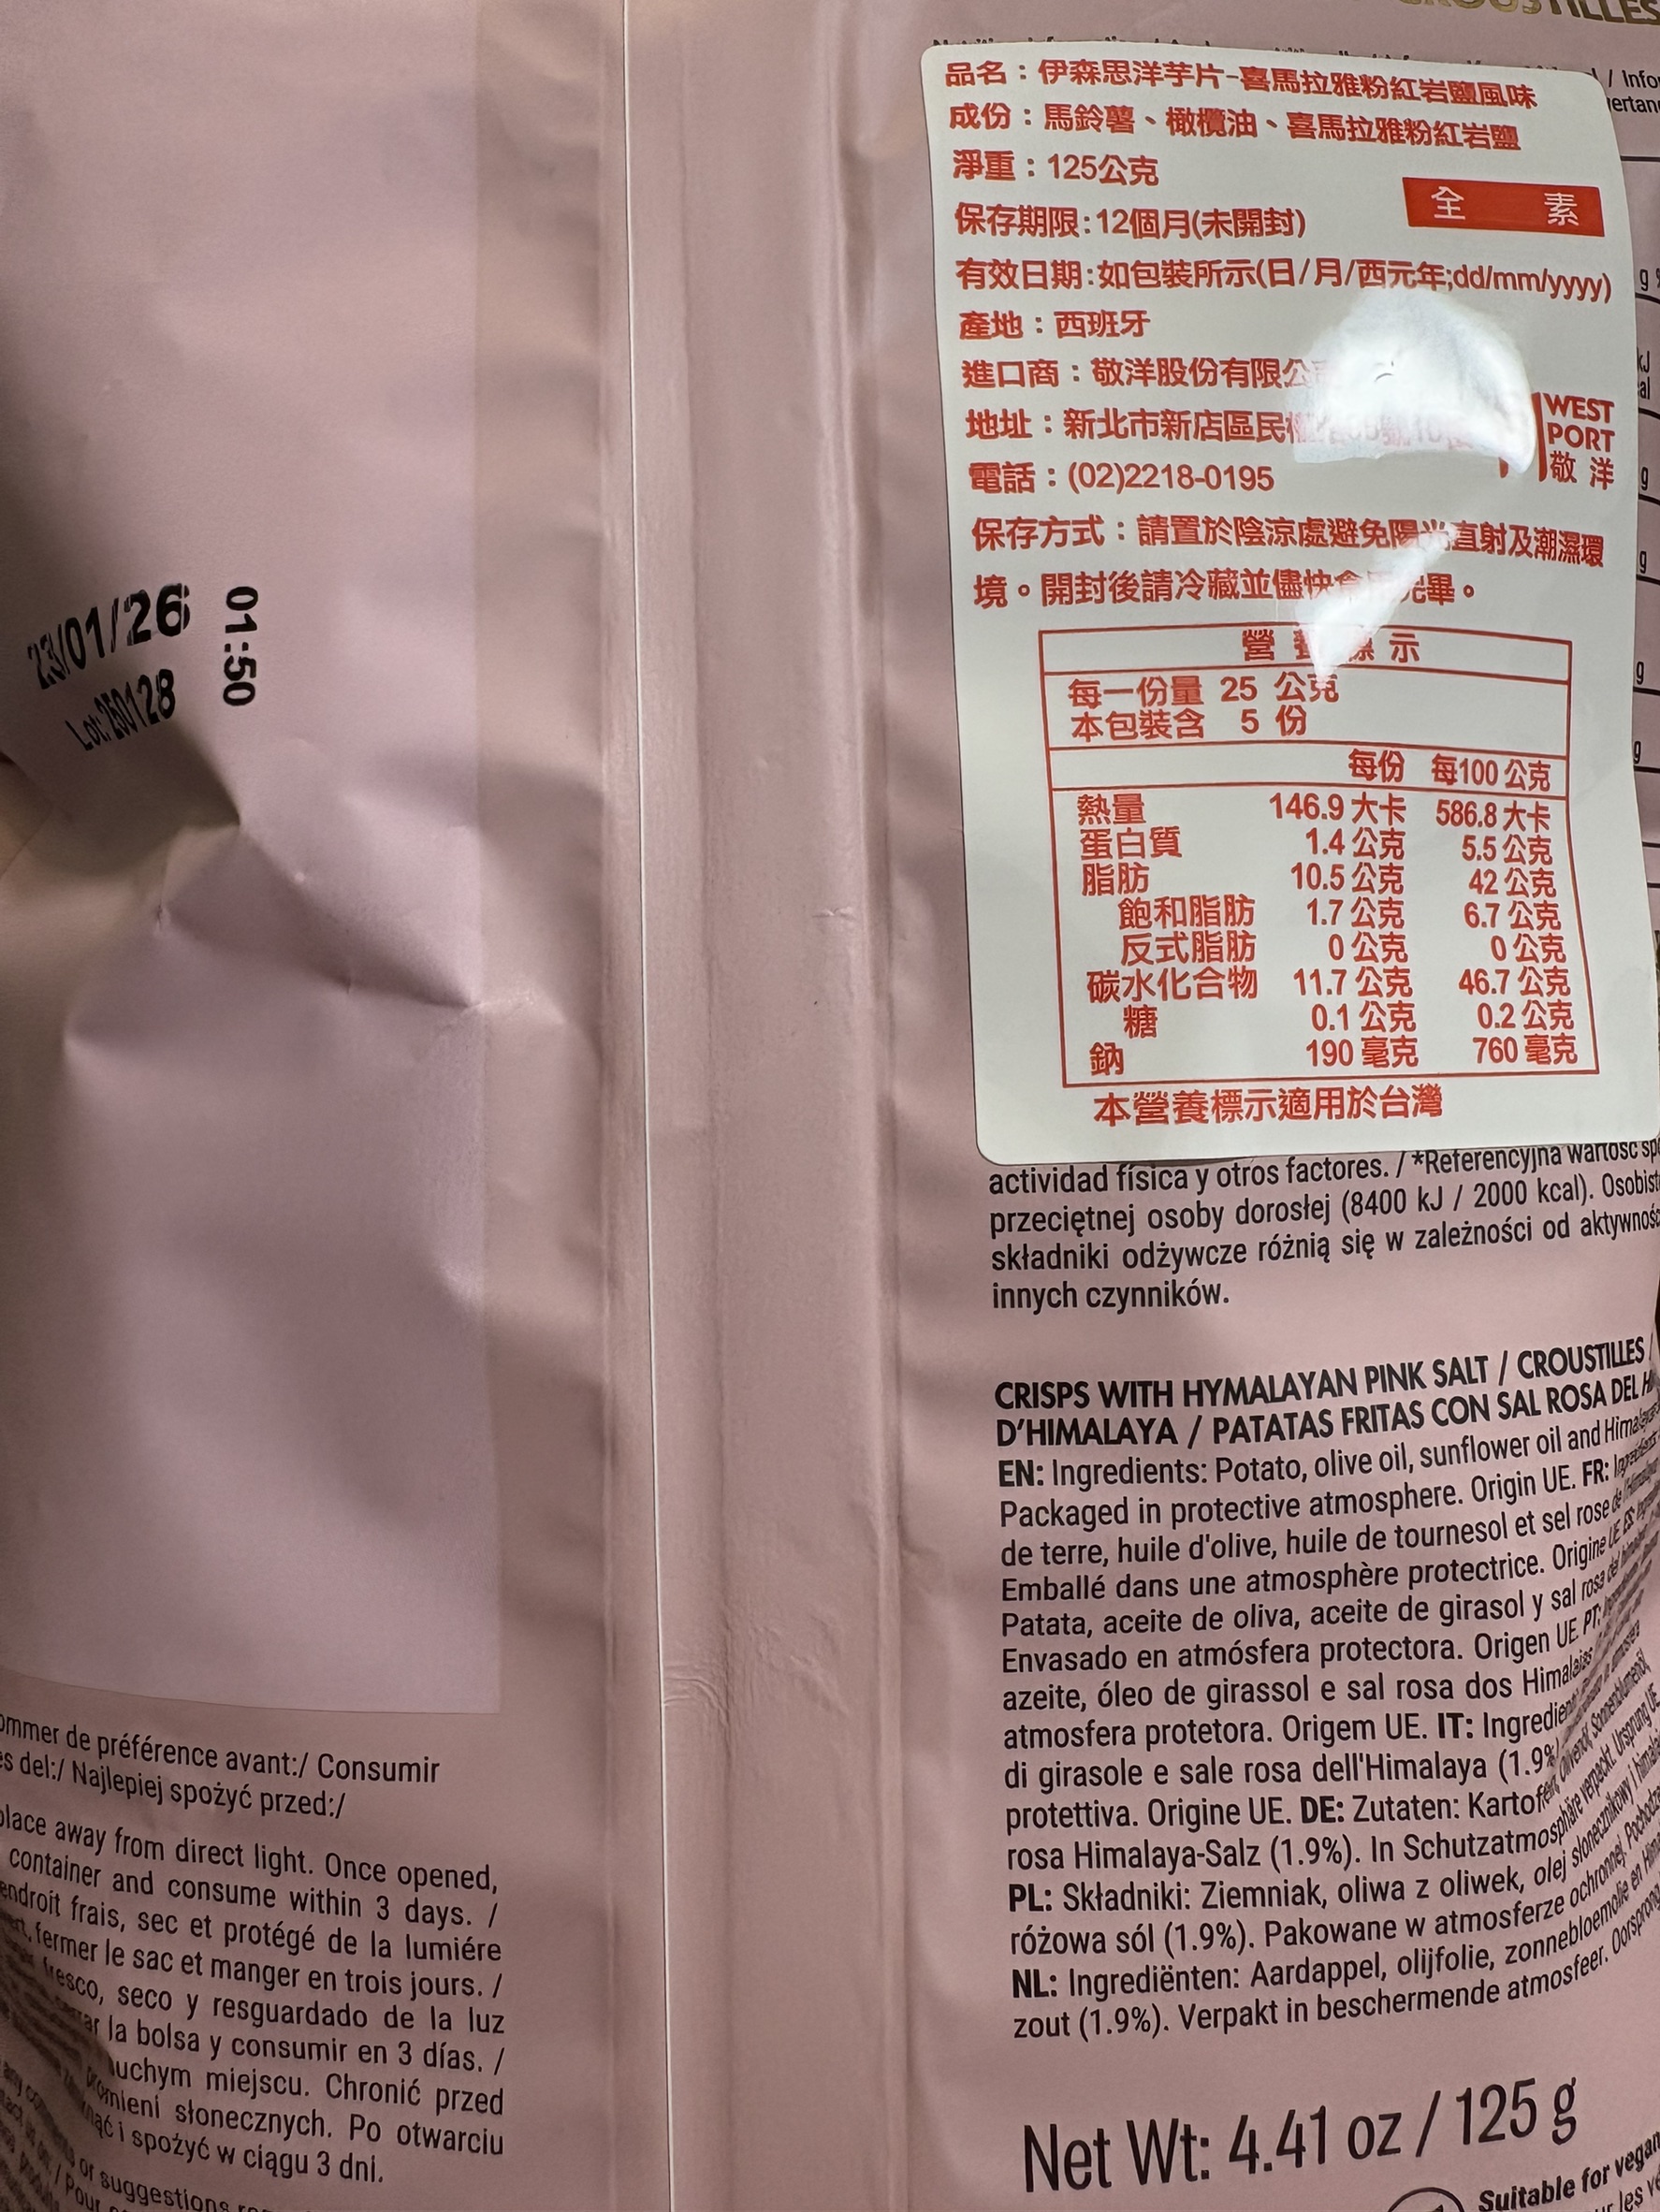 CROUSTILLES
品名：伊森思洋芋片-喜馬拉雅粉紅岩鹽風味
成份：馬鈴薯、橄欖油、喜馬拉雅粉紅岩鹽
淨重：125公克
全 素
保存期限:12個月(未開封)
有效日期:如包裝所示(日/月/西元年;dd/mm/yyyy)
產地：西班牙
進口商：敬洋股份有限公
地址：新北市新店區民
WEST
PORT
敬 洋
電話：(02)2218-0195
保存方式：請置於陰涼處避免陽光直射及潮濕環
境。開封後請冷藏並儘快食 完畢。
營 養 標 示
每一份量 25 公克
本包裝含 5 份
每份 每100 公克
熱量 146.9 大卡 586.8 大卡
蛋白質 1.4 公克 5.5 公克
脂肪 10.5 公克 42 公克
飽和脂肪 1.7 公克 6.7 公克
反式脂肪 0 公克 0 公克
碳水化合物 11.7 公克 46.7 公克
糖 0.1 公克 0.2 公克
鈉 190 毫克 760 毫克
本營養標示適用於台灣
23/01/26
01:50
Lot:250128
actividad física y otros factores. / *Referencyjna wartość
przeciętnej osoby dorosłej (8400 kJ / 2000 kcal).
składniki odżywcze różnią się w zależności od
innych czynników.
CRISPS WITH HYMALAYAN PINK SALT / CROUSTILLES /
D'HIMALAYA / PATATAS FRITAS CON SAL ROSA DEL
EN: Ingredients: Potato, olive oil, sunflower oil and
Packaged in protective atmosphere. Origin UE. FR:
de terre, huile d'olive, huile de tournesol et sel rose
Emballé dans une atmosphère protectrice. Origine UE.
Patata, aceite de oliva, aceite de girasol y sal rosa
Envasado en atmósfera protectora. Origen UE. PT:
azeite, óleo de girassol e sal rosa dos
atmosfera protetora. Origem UE. IT:
di girasole e sale rosa dell'Himalaya (1.9%)
protettiva. Origine UE. DE: Zutaten:
rosa Himalaya-Salz (1.9%). In Schutzatmosphäre verpackt. Ursprung UE.
PL: Składniki: Ziemniak, oliwa z oliwek, olej słonecznikowy i
różowa sól (1.9%). Pakowane w atmosferze ochronnej.
NL: Ingrediënten: Aardappel, olijfolie, zonnebloemolie en
zout (1.9%). Verpakt in beschermende atmosfeer.
Net Wt: 4.41 oz / 125 g
Suitable for
de préférence avant:/ Consumir
del:/ Najlepiej spożyć przed:/
place away from direct light. Once opened,
container and consume within 3 days. /
endroit frais, sec et protégé de la lumiére
fermer le sac et manger en trois jours. /
fresco, seco y resguardado de la luz
la bolsa y consumir en 3 días. /
miejscu. Chronić przed
słonecznych. Po otwarciu
i spożyć w ciągu 3 dni.
or suggestions